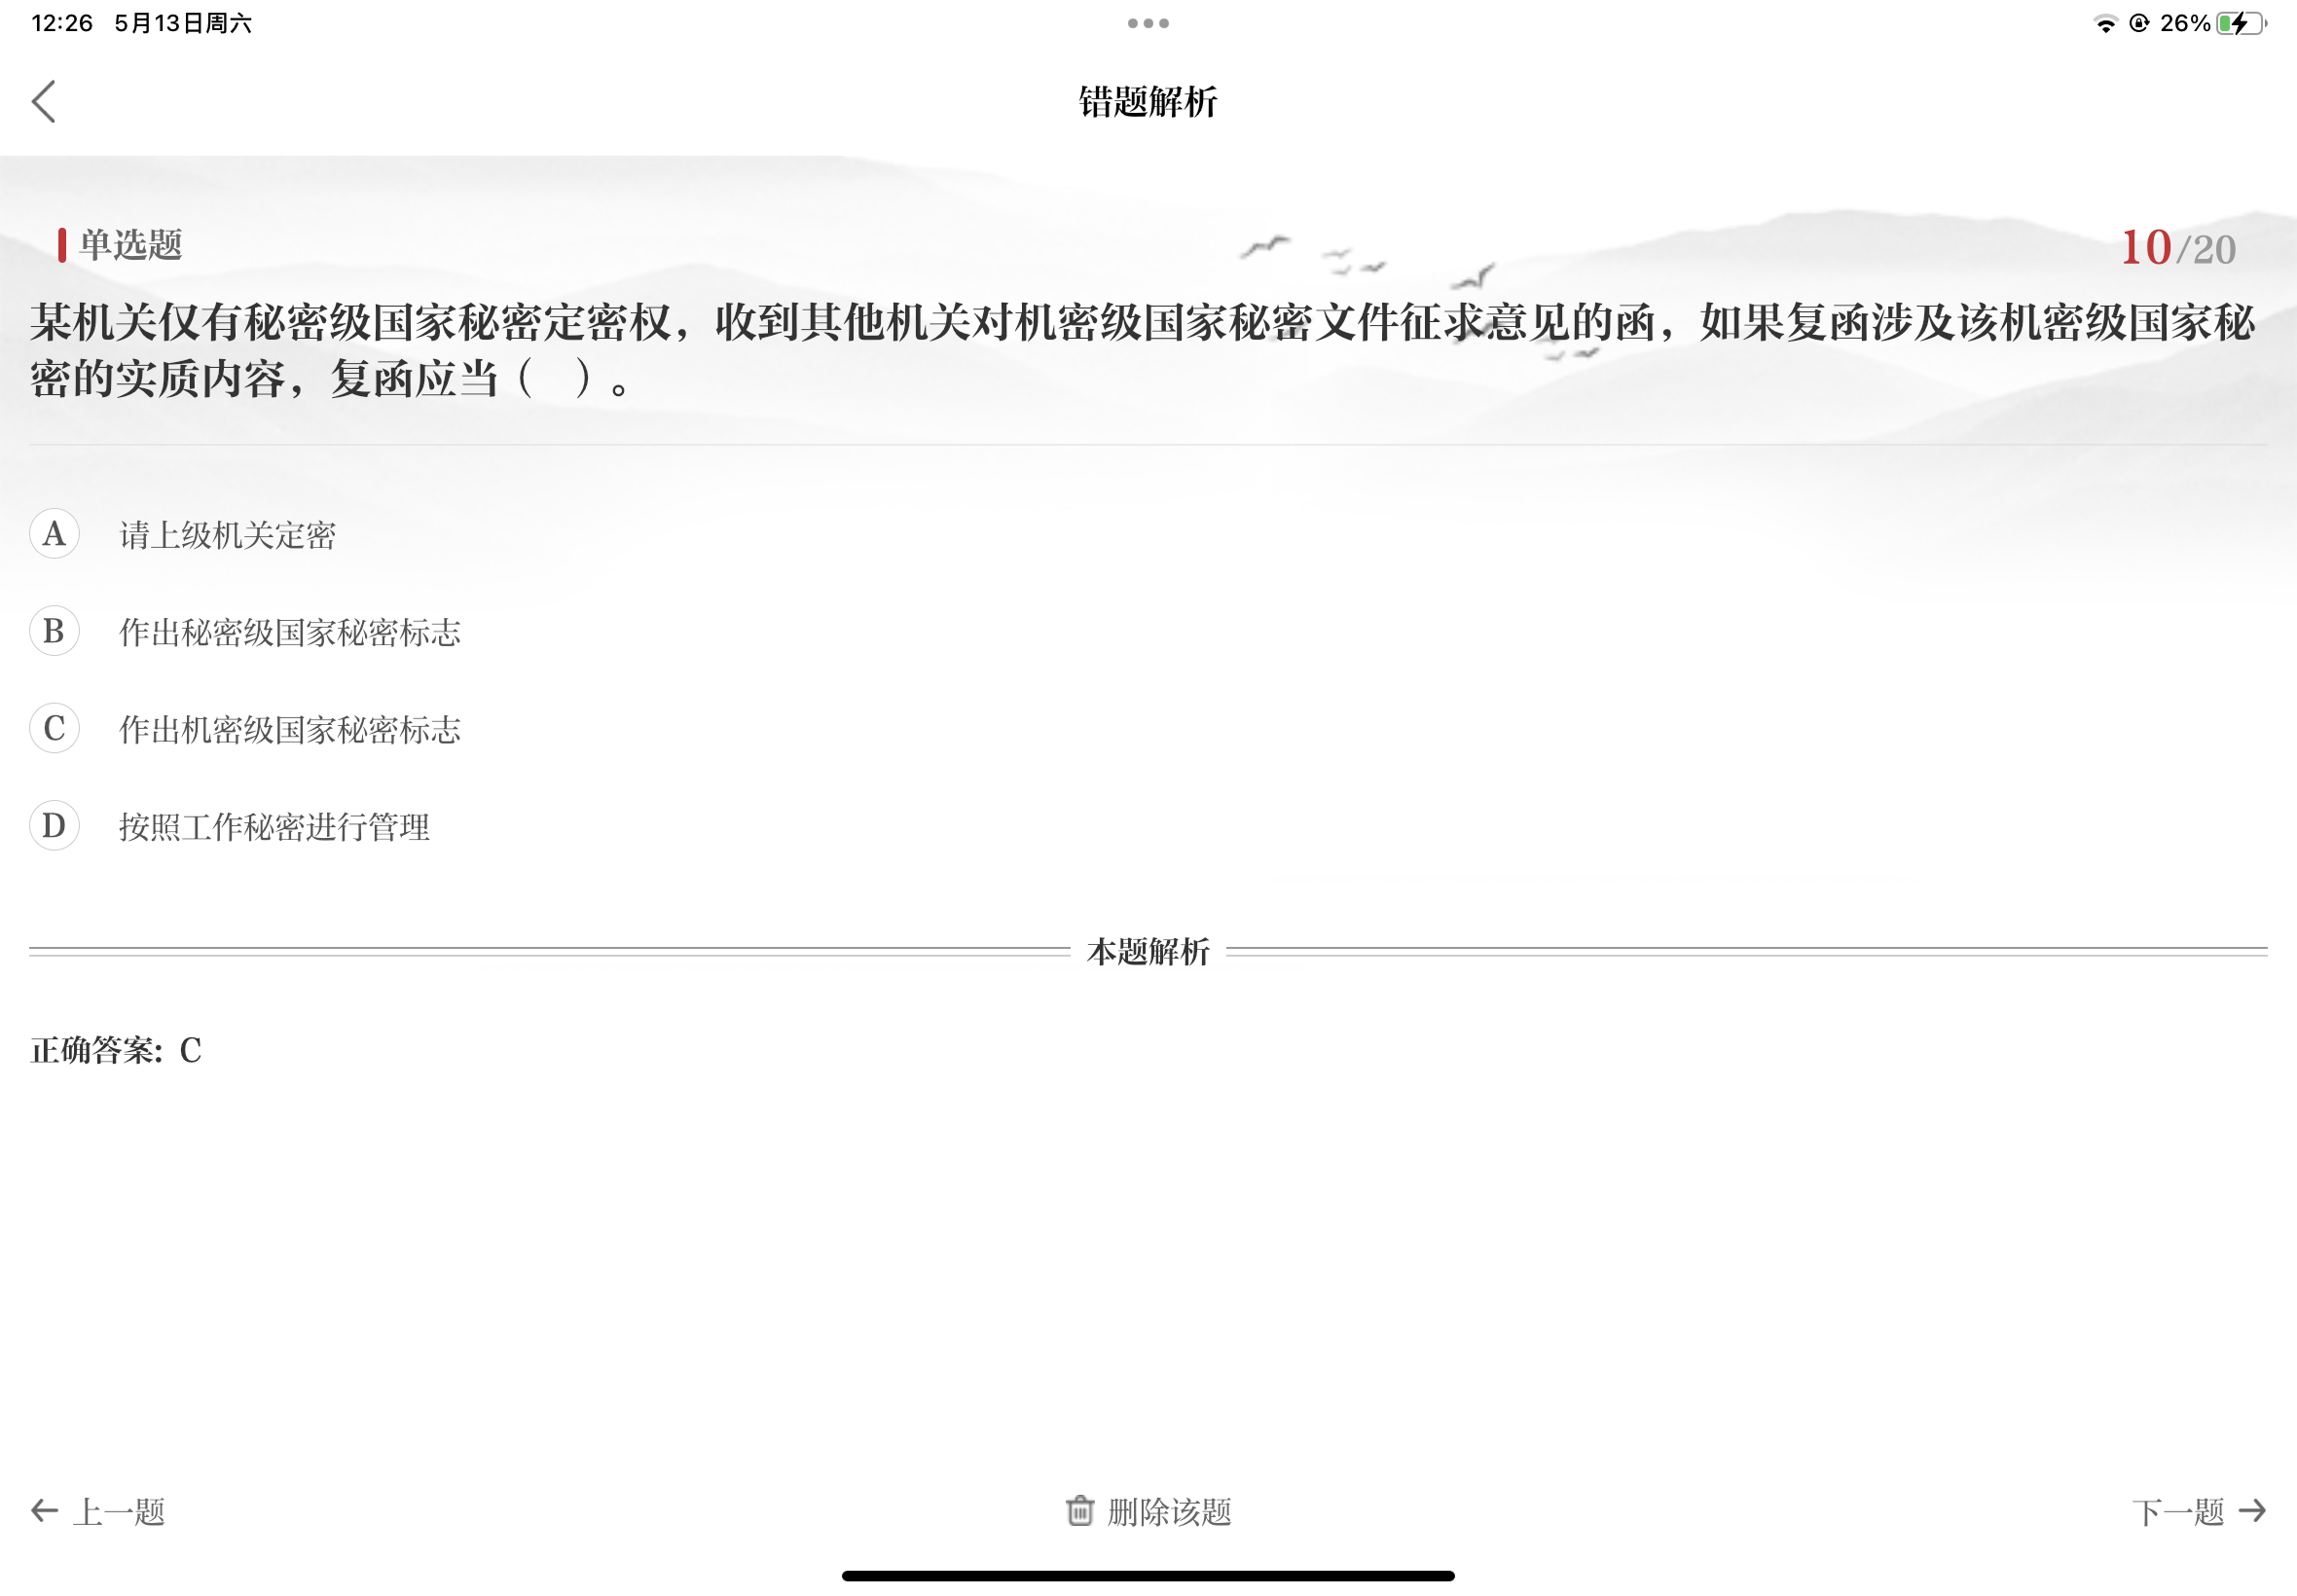 12:26 5月13日周六
26%
错题解析
单选题
10/20
某机关仅有秘密级国家秘密定密权，收到其他机关对机密级国家秘密文件征求意见的函，如果复函涉及该机密级国家秘
密的实质内容，复函应当（ ）。
A 请上级机关定密
B 作出秘密级国家秘密标志
C 作出机密级国家秘密标志
D 按照工作秘密进行管理
本题解析
正确答案: C
上一题
删除该题
下一题